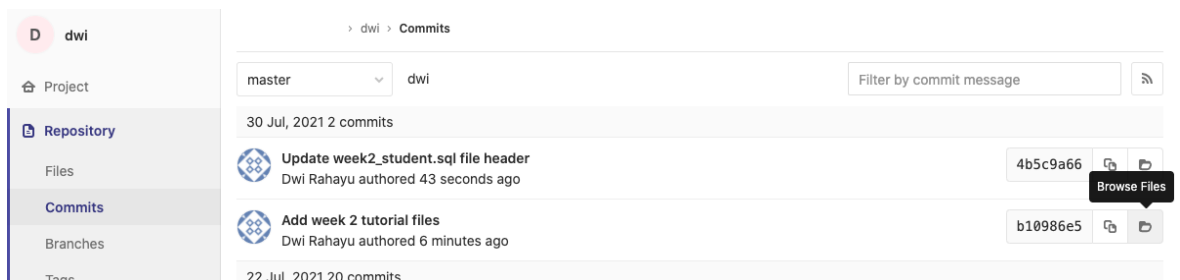 D dwi
› dwi › Commits
Project
master dwi Filter by commit message
Repository
30 Jul, 2021 2 commits
Files
Update week2_student.sql file header
Dwi Rahayu authored 43 seconds ago
4b5c9a66
Browse Files
Commits
Add week 2 tutorial files
Dwi Rahayu authored 6 minutes ago
b10986e5
Branches
Tags
22 Jul, 2021 20 commits